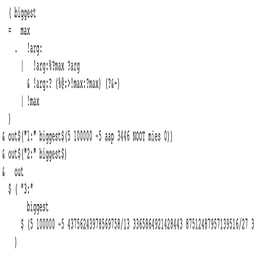 ( biggest
=   max
.   !arg:
|   !arg:%?max ?arg
& !arg:? (%@:>!max:?max) (?&~)
| !max
)
& out$("1:" biggest$(5 100000 -5 aap 3446 NOOT mies 0))
& out$("2:" biggest$)
&   out
$ ( "3:"
biggest
$ (5 100000 -5 43756243978569758/13 3365864921428443 87512487957139516/27 3
)